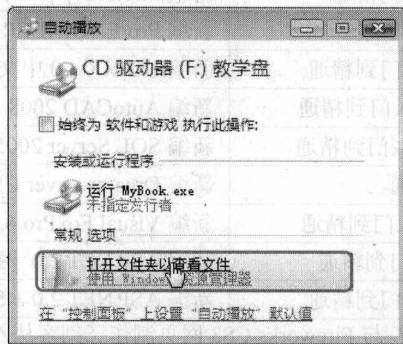 自动播放
CD 驱动器 (F:) 教学盘
始终为 软件和游戏 执行此操作:
安装或运行程序
运行 MyBook.exe
未指定发行者
常规 选项
打开文件夹以查看文件
使用 Windows 资源管理器
在“控制面板”上设置“自动播放”默认值